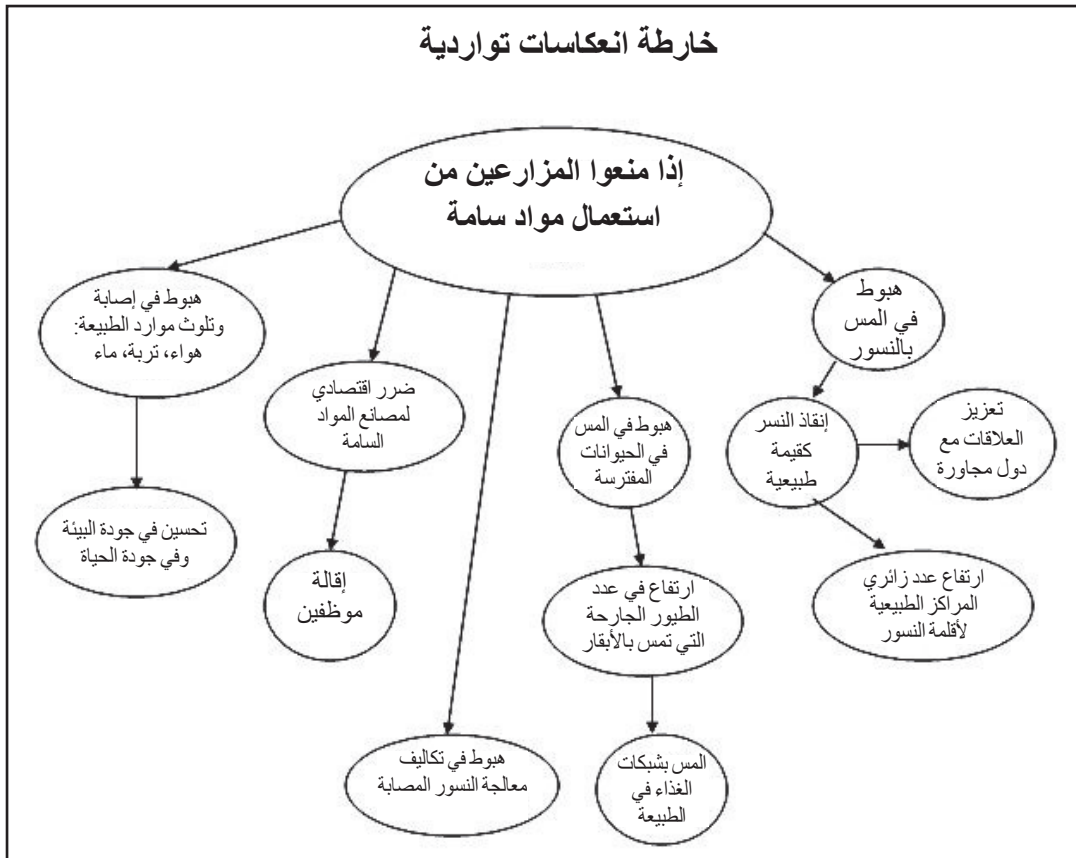 خارطة انعكاسات تواردية
إذا منعوا المزارعين من
استعمال مواد سامة
هبوط
في المس
بالنسور
إنقاذ النسر
كقيمة
طبيعية
تعزيز
العلاقات مع
دول مجاورة
ارتفاع عدد زائري
المراكز الطبيعية
لأقلمة النسور
هبوط في المس
في الحيوانات
المفترسة
ارتفاع في عدد
الطيور الجارحة
التي تمس بالأبقار
المس بشبكات
الغذاء في
الطبيعة
هبوط في تكاليف
معالجة النسور المصابة
ضرر اقتصادي
لمصانع المواد
السامة
إقالة
موظفين
هبوط في إصابة
وتلوث موارد الطبيعة:
هواء، تربة، ماء
تحسين في جودة البيئة
وفي جودة الحياة